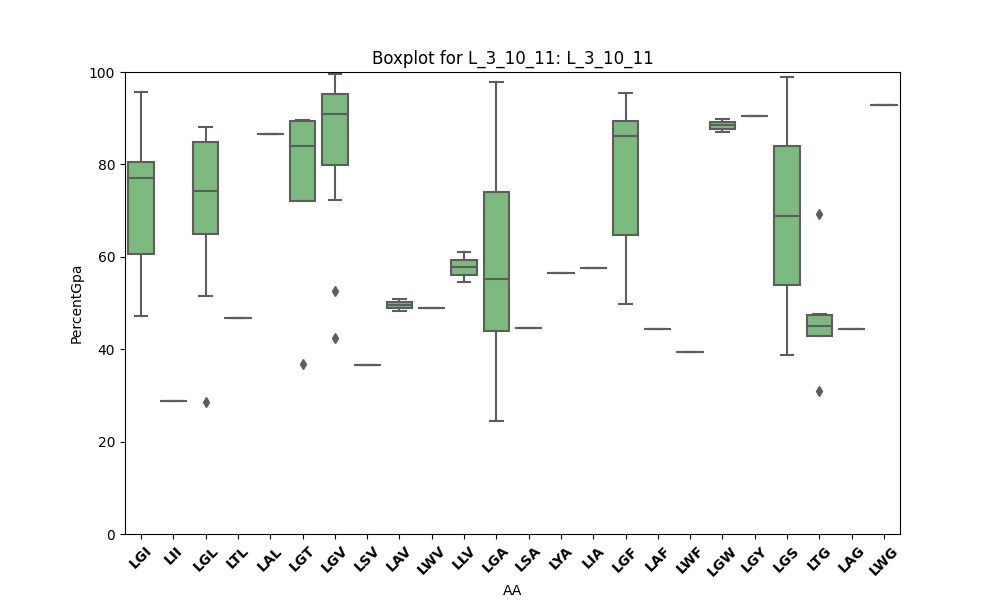 Boxplot for L_3_10_11: L_3_10_11
100
80
60
40
20
0
PercentGpa
LGI LII LGL LTL LAL LGT LGV LSV LAV LWV LLV LGA LSA LYA LIA LGF LAF LWF LGW LGY LGS LTG LAG LWG
AA